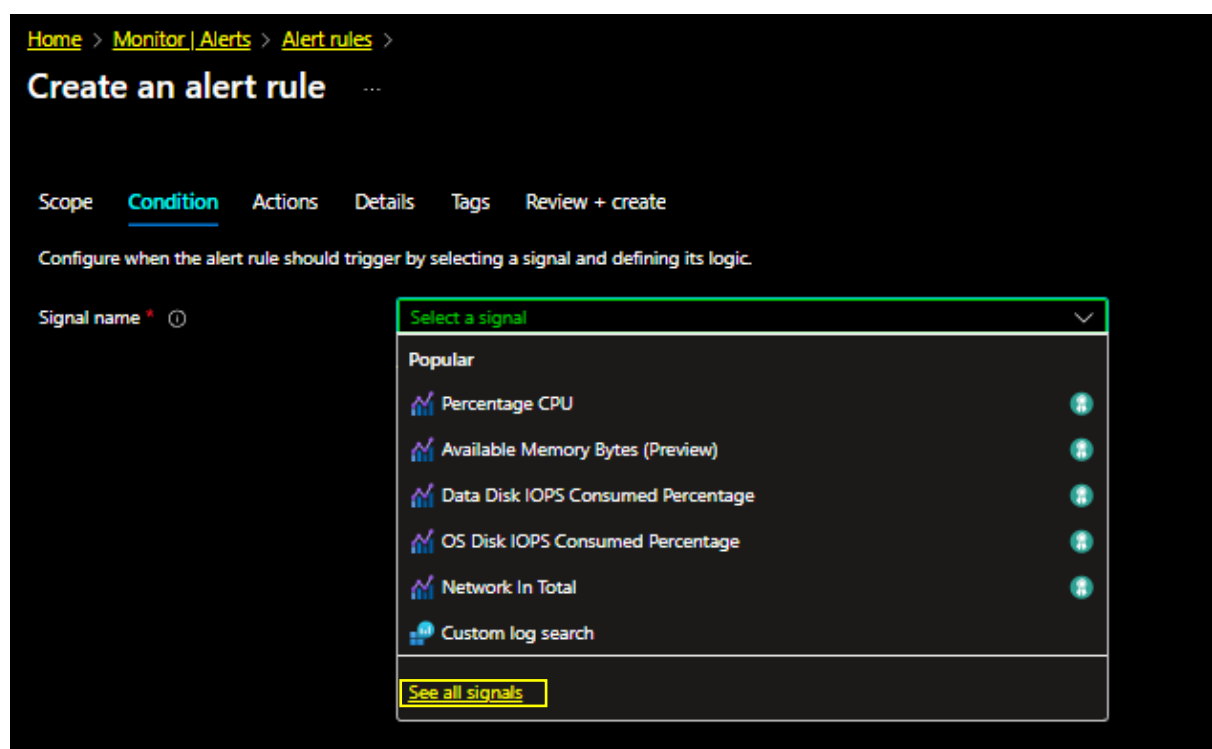 Home > Monitor | Alerts > Alert rules >
Create an alert rule ...
Scope Condition Actions Details Tags Review + create
Configure when the alert rule should trigger by selecting a signal and defining its logic.
Signal name * Select a signal
Popular
Percentage CPU
Available Memory Bytes (Preview)
Data Disk IOPS Consumed Percentage
OS Disk IOPS Consumed Percentage
Network In Total
Custom log search
See all signals